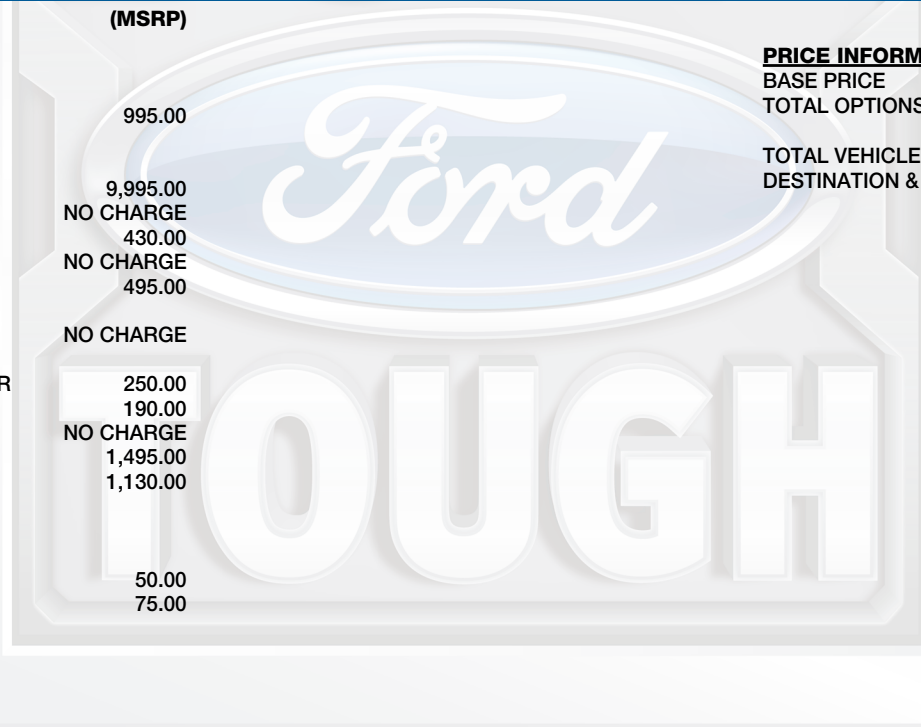 (MSRP)
995.00
9,995.00
NO CHARGE
430.00
NO CHARGE
495.00
NO CHARGE
R 250.00
190.00
NO CHARGE
1,495.00
1,130.00
50.00
75.00
PRICE INFORM
BASE PRICE
TOTAL OPTIONS
TOTAL VEHICLE
DESTINATION &
Ford
TOUGH